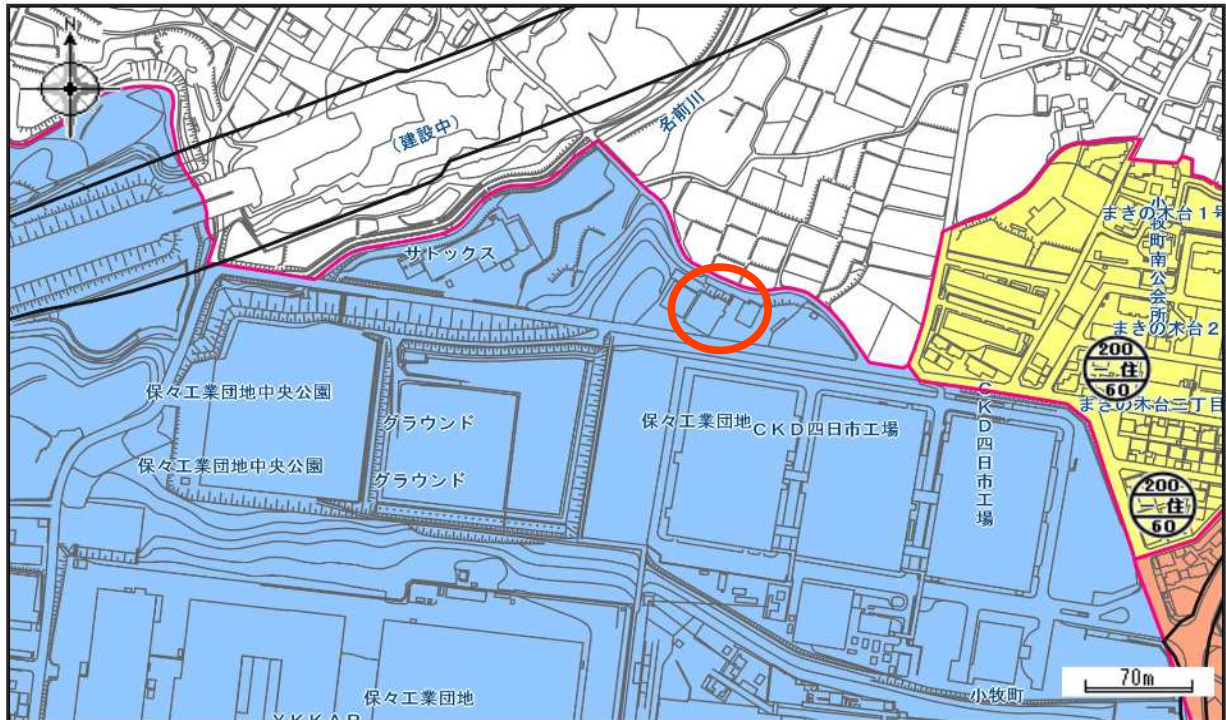 N
名前川
(建設中)
サトックス
まきの木台1号
小牧町南公会所
まきの木台2
200
一住
60
まきの木台二丁目
保々工業団地中央公園
グラウンド
保々工業団地
CKD四日市工場
CKD四日市工場
保々工業団地中央公園
グラウンド
200
一住
60
70m
保々工業団地
小牧町
YKKAP